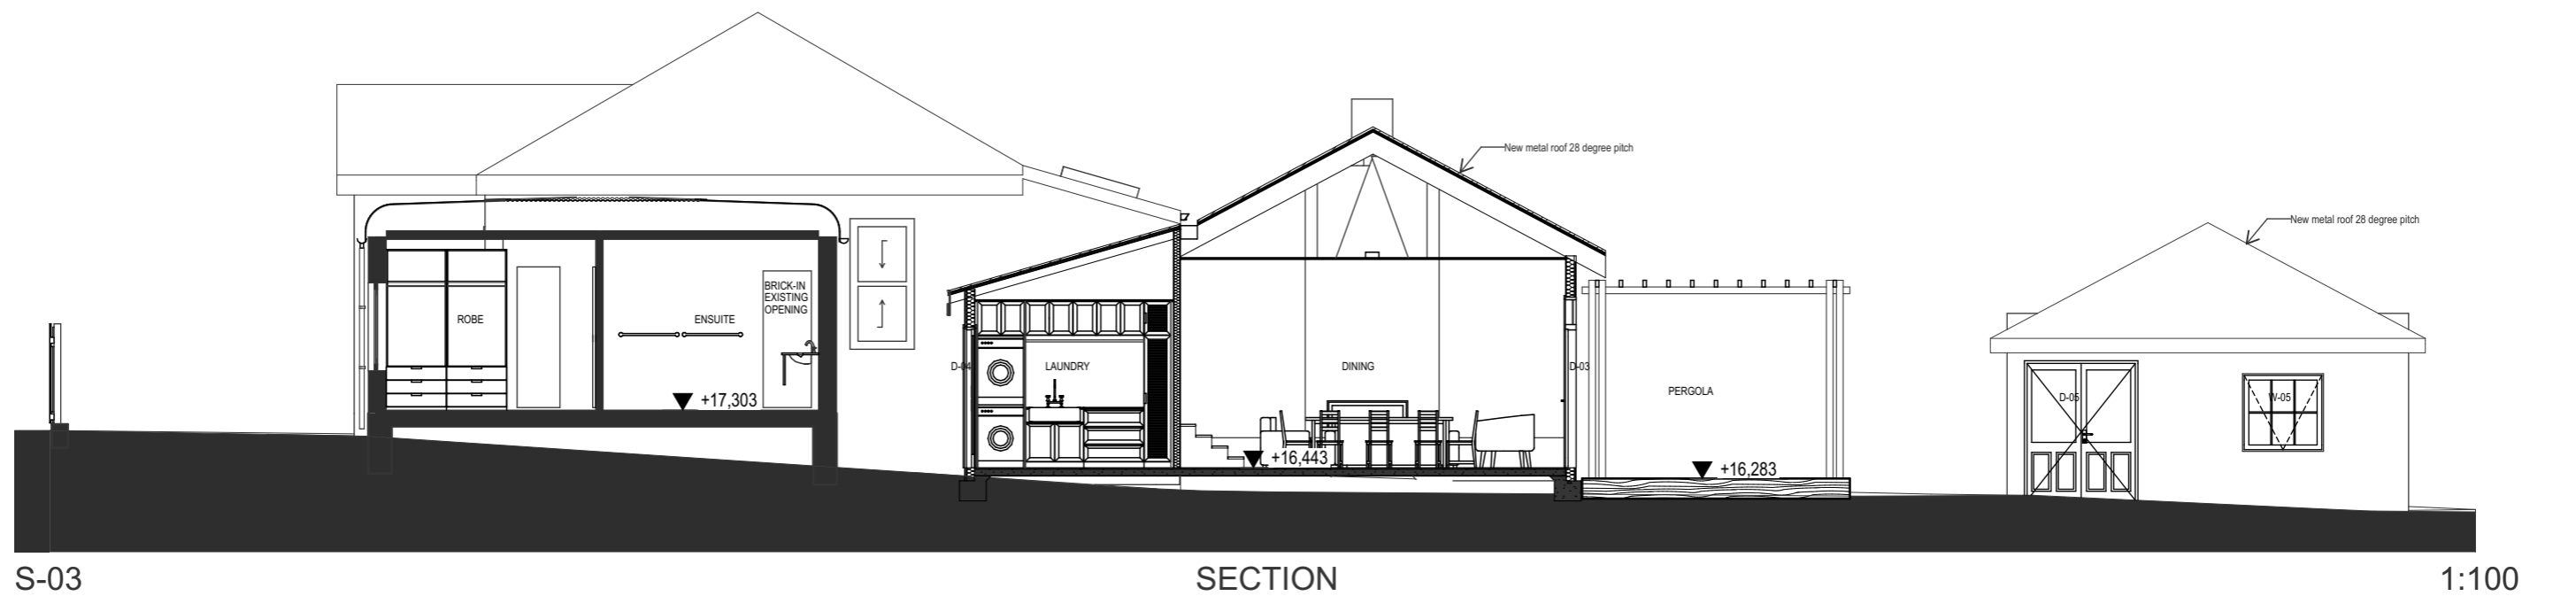 New metal roof 28 degree pitch
New metal roof 28 degree pitch
BRICK-IN
EXISTING
OPENING
ROBE
ENSUITE
D-04
LAUNDRY
DINING
D-03
PERGOLA
D-05
W-05
+17,303
+16,443
+16,283
S-03
SECTION
1:100